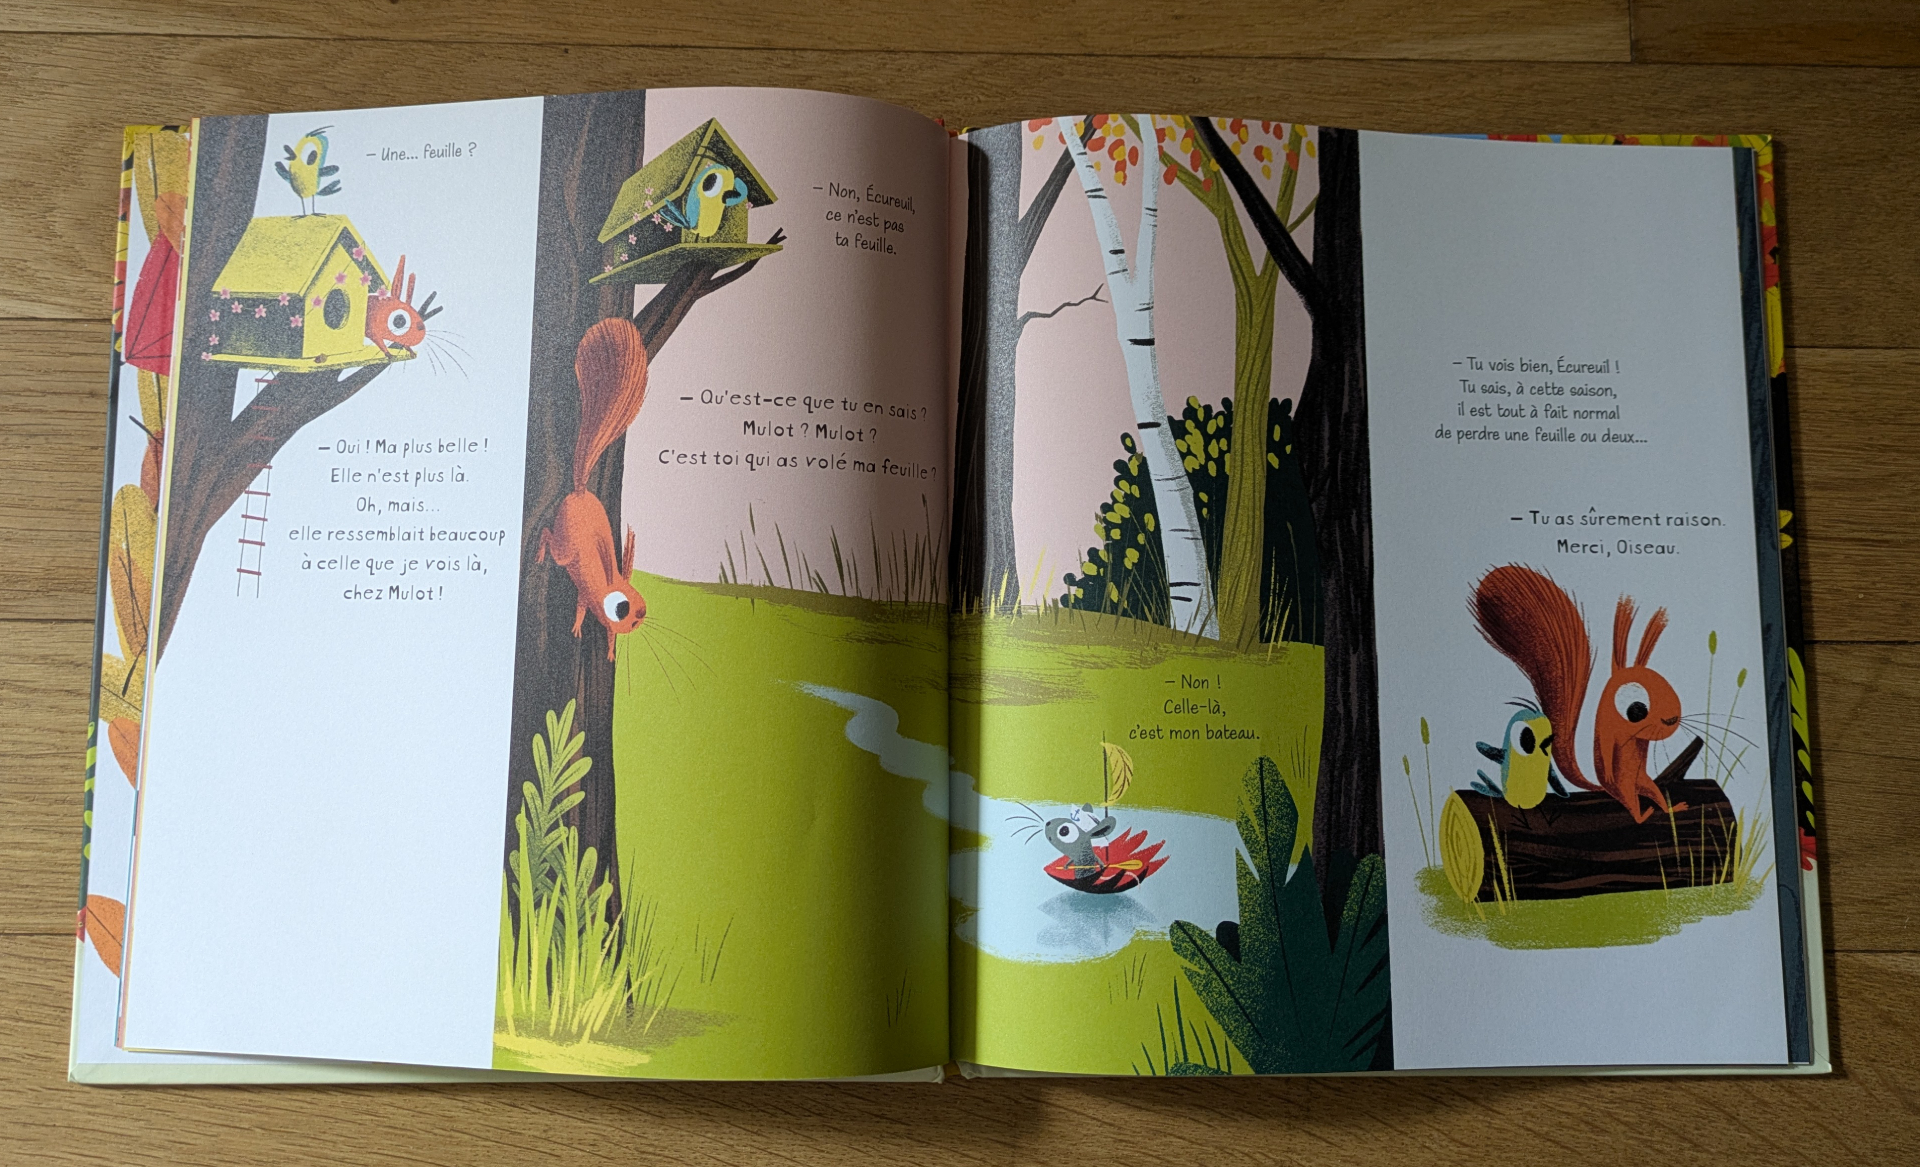 – Une... feuille ?
– Oui ! Ma plus belle !
Elle n'est plus là.
Oh, mais...
elle ressemblait beaucoup
à celle que je vois là,
chez Mulot !
– Non, Écureuil,
ce n'est pas
ta feuille.
– Qu'est-ce que tu en sais ?
Mulot ? Mulot ?
C'est toi qui as volé ma feuille ?
– Non !
Celle-là,
c'est mon bateau.
– Tu vois bien, Écureuil !
Tu sais, à cette saison,
il est tout à fait normal
de perdre une feuille ou deux...
– Tu as sûrement raison.
Merci, Oiseau.